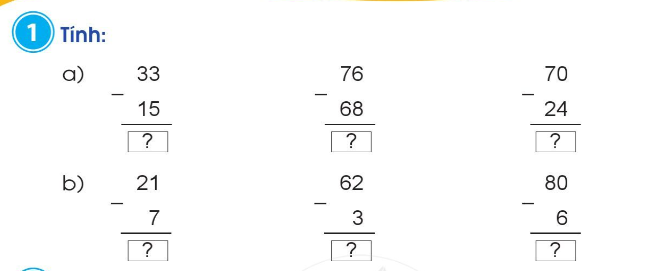 1 Tính:
a) 33 76 70
− − −
15 68 24
? ? ?
b) 21 62 80
− − −
7 3 6
? ? ?